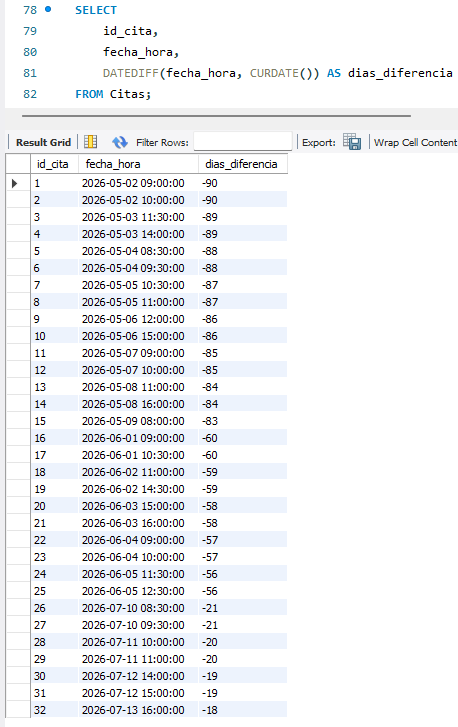 78 SELECT
79 id_cita,
80 fecha_hora,
81 DATEDIFF(fecha_hora, CURDATE()) AS dias_diferencia
82 FROM Citas;
Result Grid Filter Rows: Export: Wrap Cell Content
id_cita fecha_hora dias_diferencia
1 2026-05-02 09:00:00 -90
2 2026-05-02 10:00:00 -90
3 2026-05-03 11:30:00 -89
4 2026-05-03 14:00:00 -89
5 2026-05-04 08:30:00 -88
6 2026-05-04 09:30:00 -88
7 2026-05-05 10:30:00 -87
8 2026-05-05 11:00:00 -87
9 2026-05-06 12:00:00 -86
10 2026-05-06 15:00:00 -86
11 2026-05-07 09:00:00 -85
12 2026-05-07 10:00:00 -85
13 2026-05-08 11:00:00 -84
14 2026-05-08 16:00:00 -84
15 2026-05-09 08:00:00 -83
16 2026-06-01 09:00:00 -60
17 2026-06-01 10:30:00 -60
18 2026-06-02 11:00:00 -59
19 2026-06-02 14:30:00 -59
20 2026-06-03 15:00:00 -58
21 2026-06-03 16:00:00 -58
22 2026-06-04 09:00:00 -57
23 2026-06-04 10:00:00 -57
24 2026-06-05 11:30:00 -56
25 2026-06-05 12:30:00 -56
26 2026-07-10 08:30:00 -21
27 2026-07-10 09:30:00 -21
28 2026-07-11 10:00:00 -20
29 2026-07-11 11:00:00 -20
30 2026-07-12 14:00:00 -19
31 2026-07-12 15:00:00 -19
32 2026-07-13 16:00:00 -18